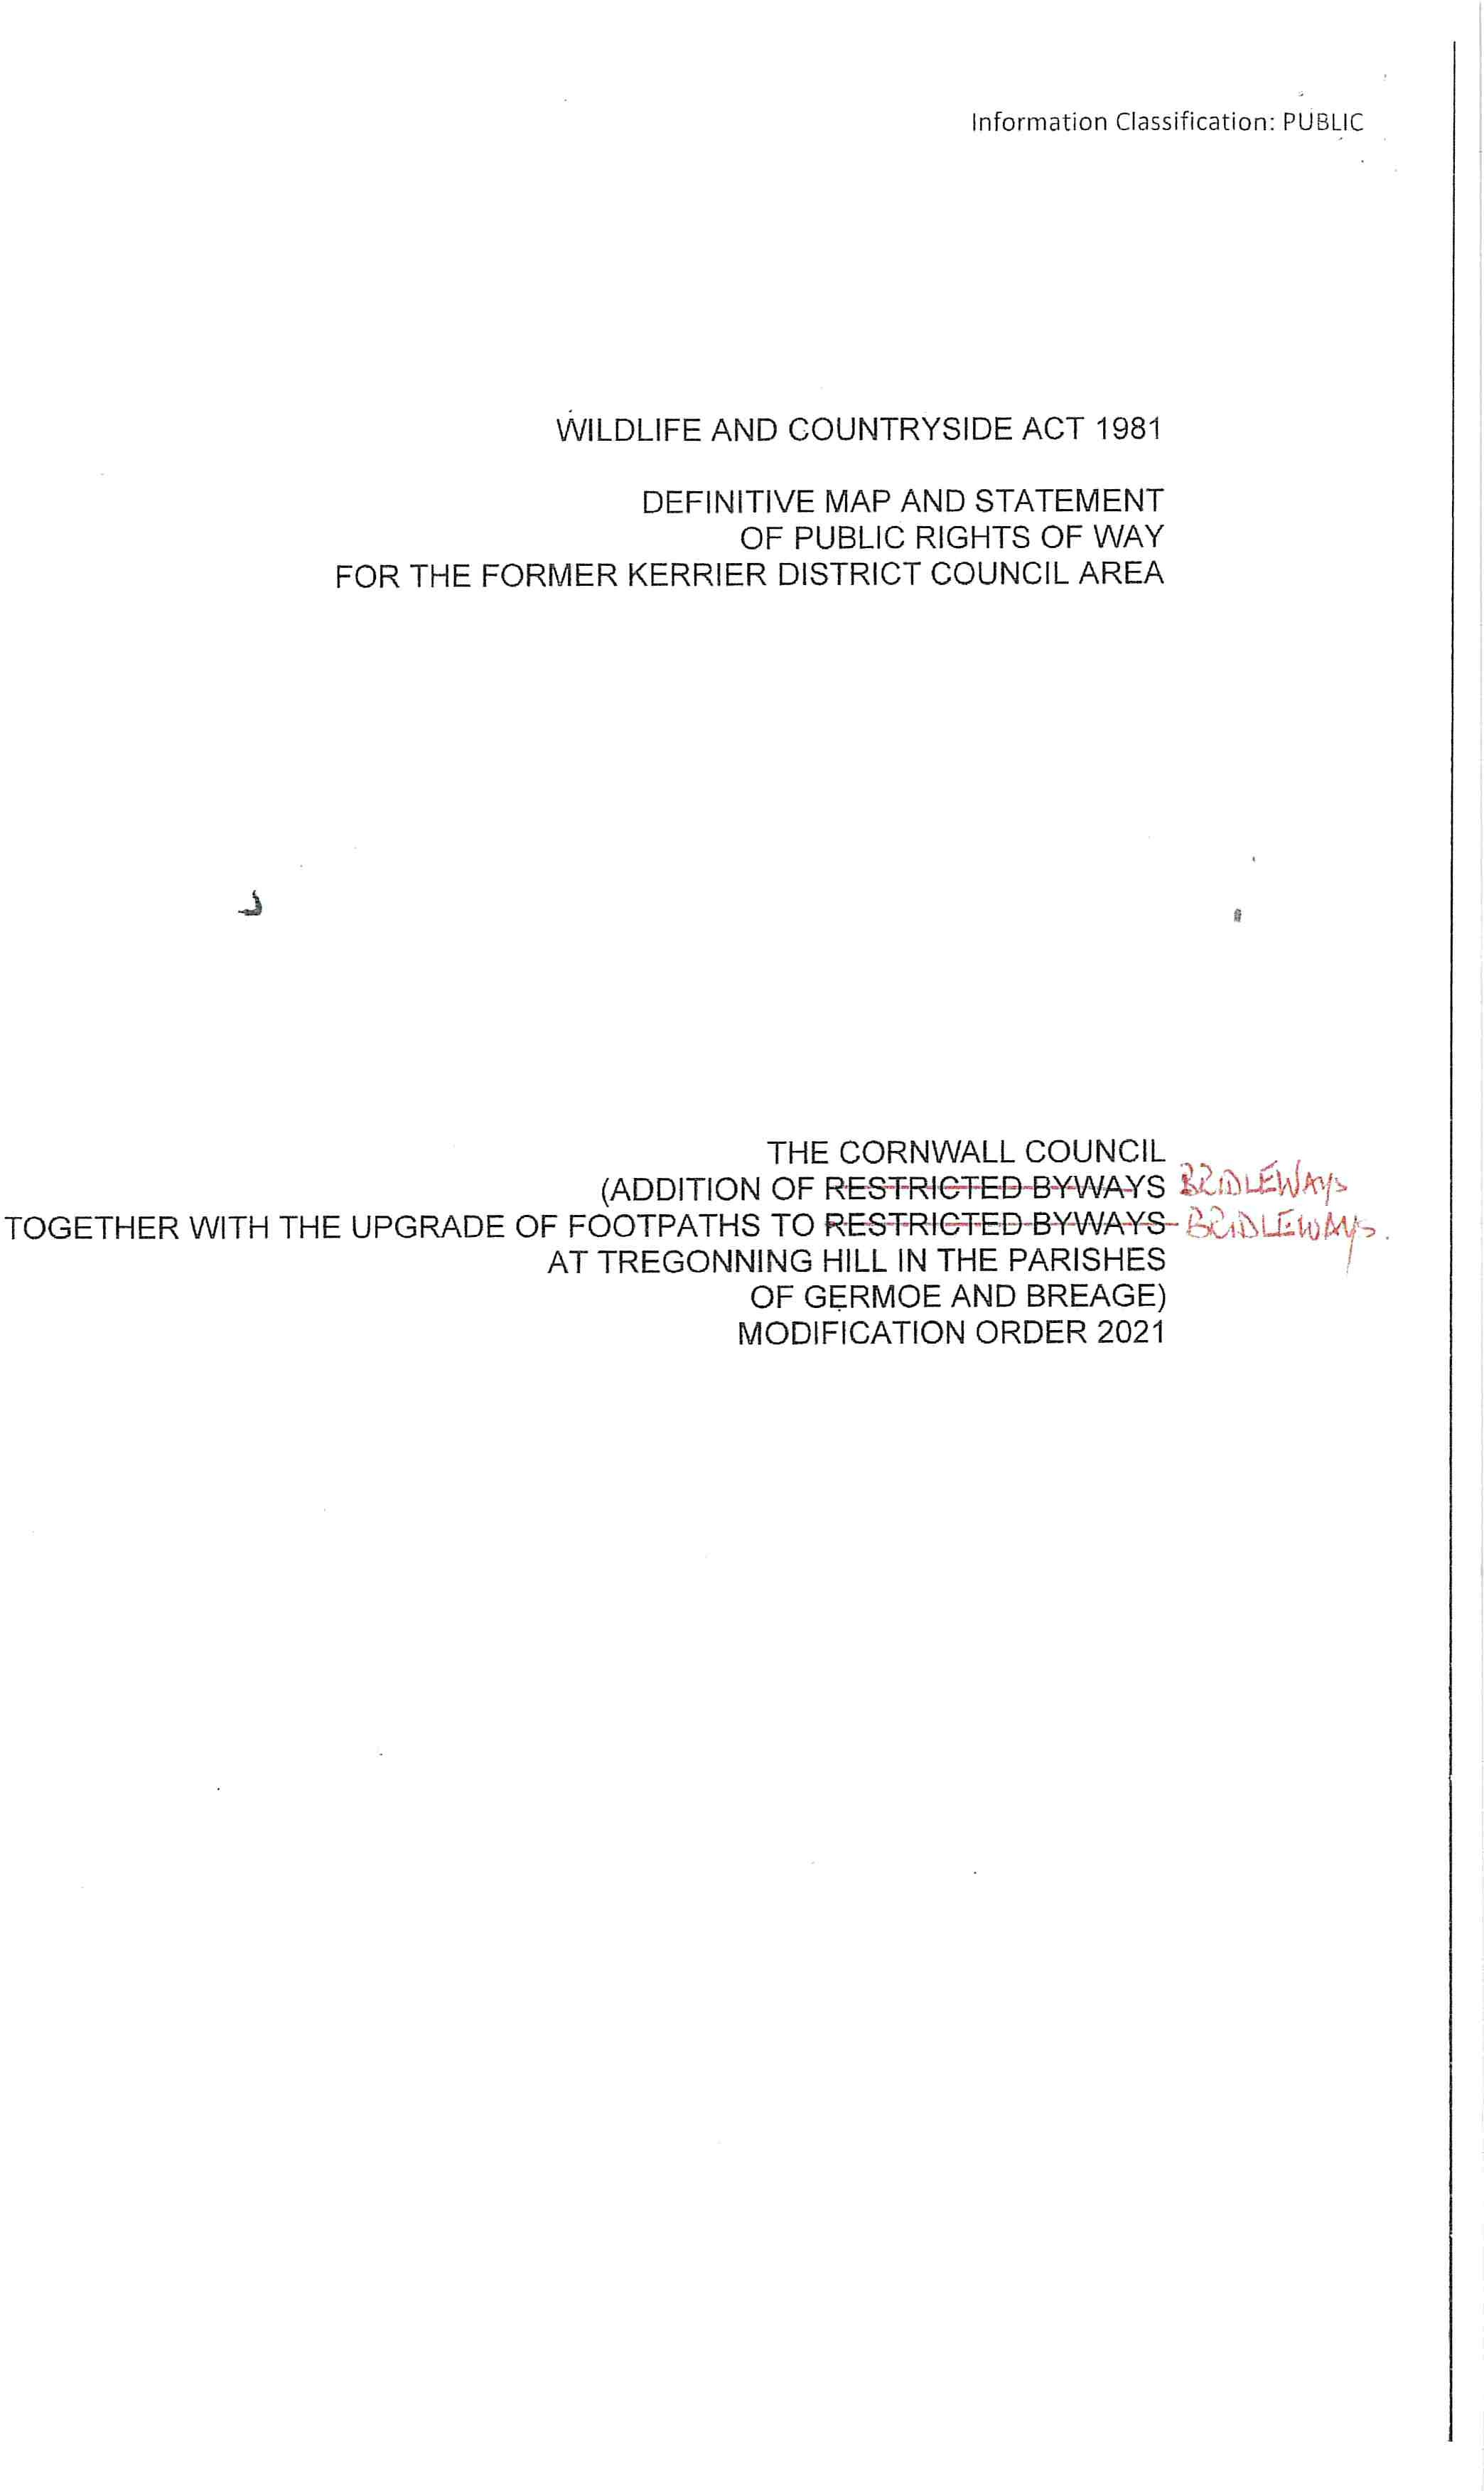 Information Classification: PUBLIC
WILDLIFE AND COUNTRYSIDE ACT 1981
DEFINITIVE MAP AND STATEMENT
OF PUBLIC RIGHTS OF WAY
FOR THE FORMER KERRIER DISTRICT COUNCIL AREA
THE CORNWALL COUNCIL
(ADDITION OF RESTRICTED BYWAYS BRIDLEWAYS
TOGETHER WITH THE UPGRADE OF FOOTPATHS TO RESTRICTED BYWAYS BRIDLEWAYS.
AT TREGONNING HILL IN THE PARISHES
OF GERMOE AND BREAGE)
MODIFICATION ORDER 2021